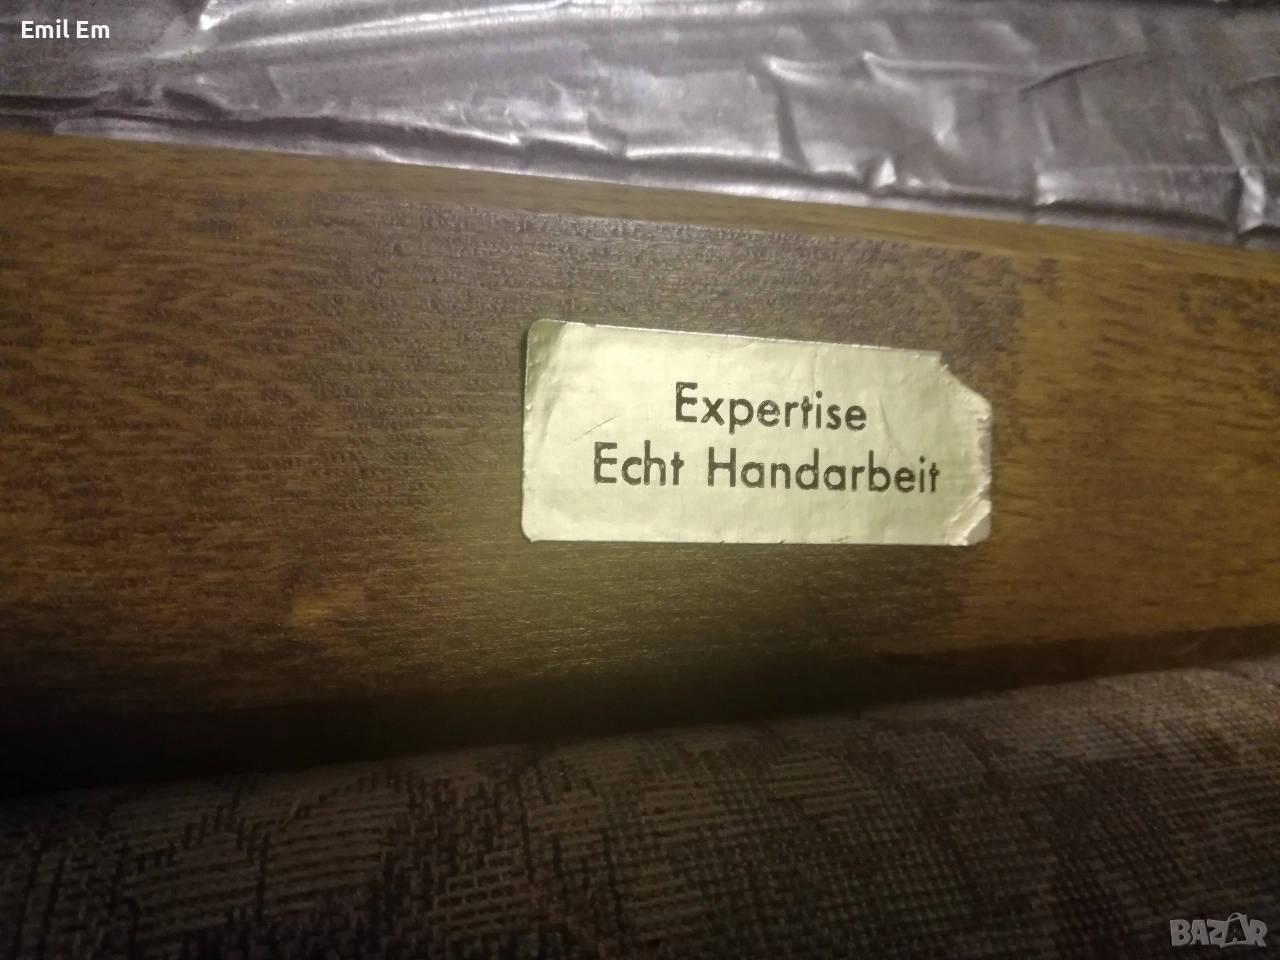 Emil Em
Expertise
Echt Handarbeit
BAZAR